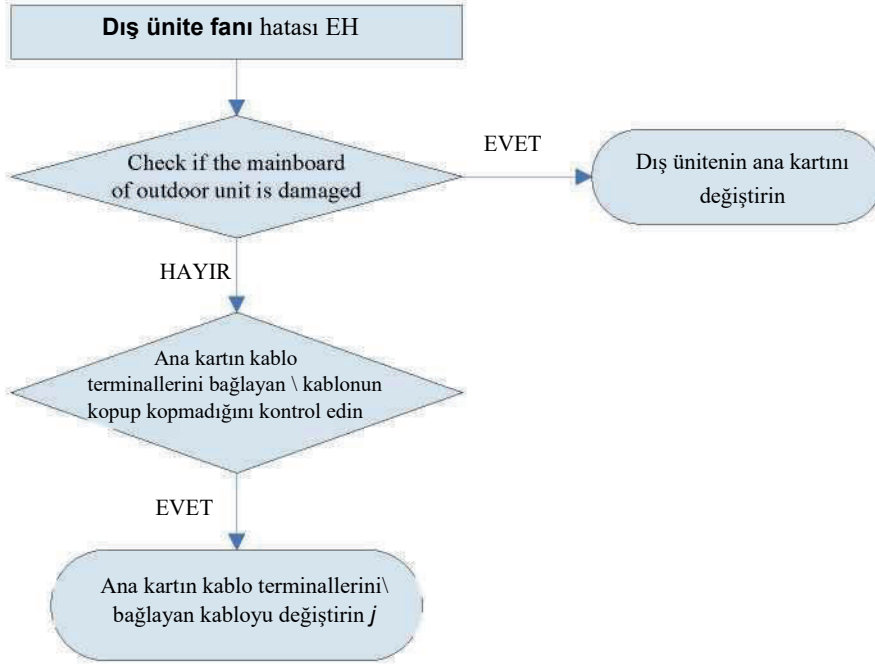 Dış ünite fanı hatası EH
Check if the mainboard
of outdoor unit is damaged
EVET
Dış ünitenin ana kartını
değiştirin
HAYIR
Ana kartın kablo
terminallerini bağlayan \ kablonun
kopup kopmadığını kontrol edin
EVET
Ana kartın kablo terminallerini\
bağlayan kabloyu değiştirin j